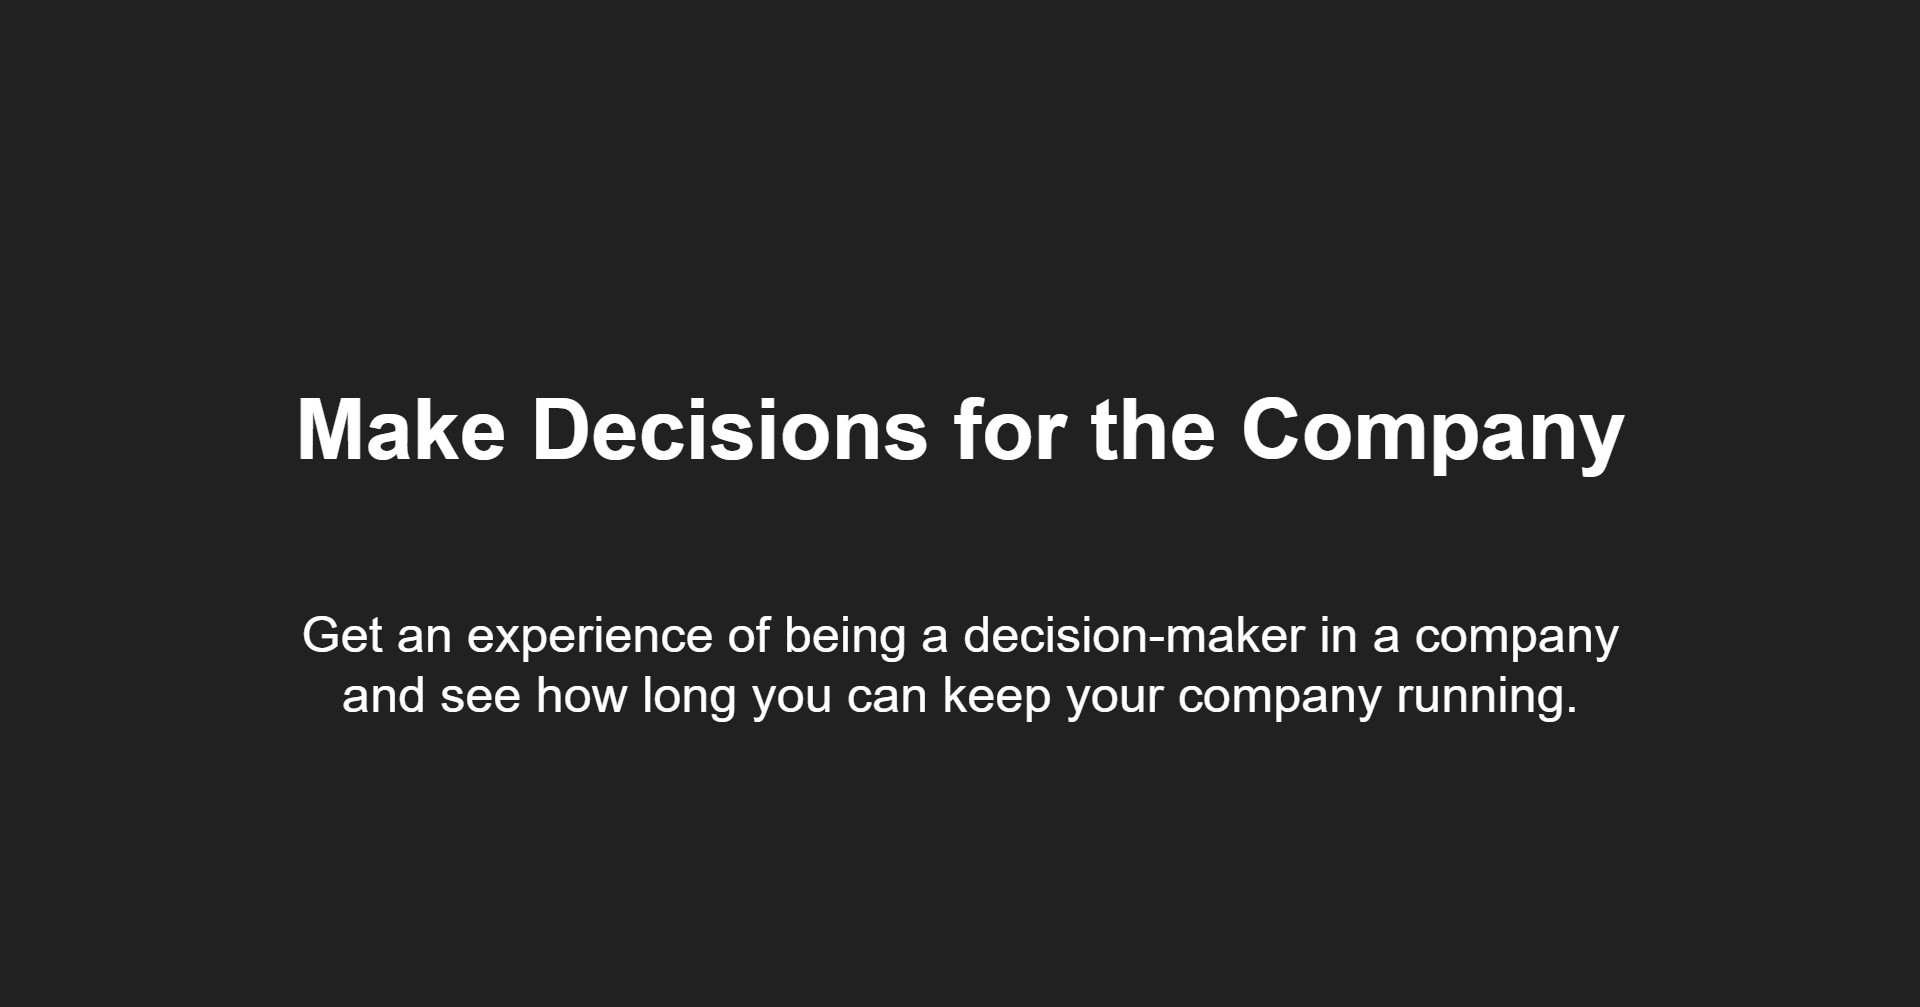 Make Decisions for the Company
Get an experience of being a decision-maker in a company
and see how long you can keep your company running.